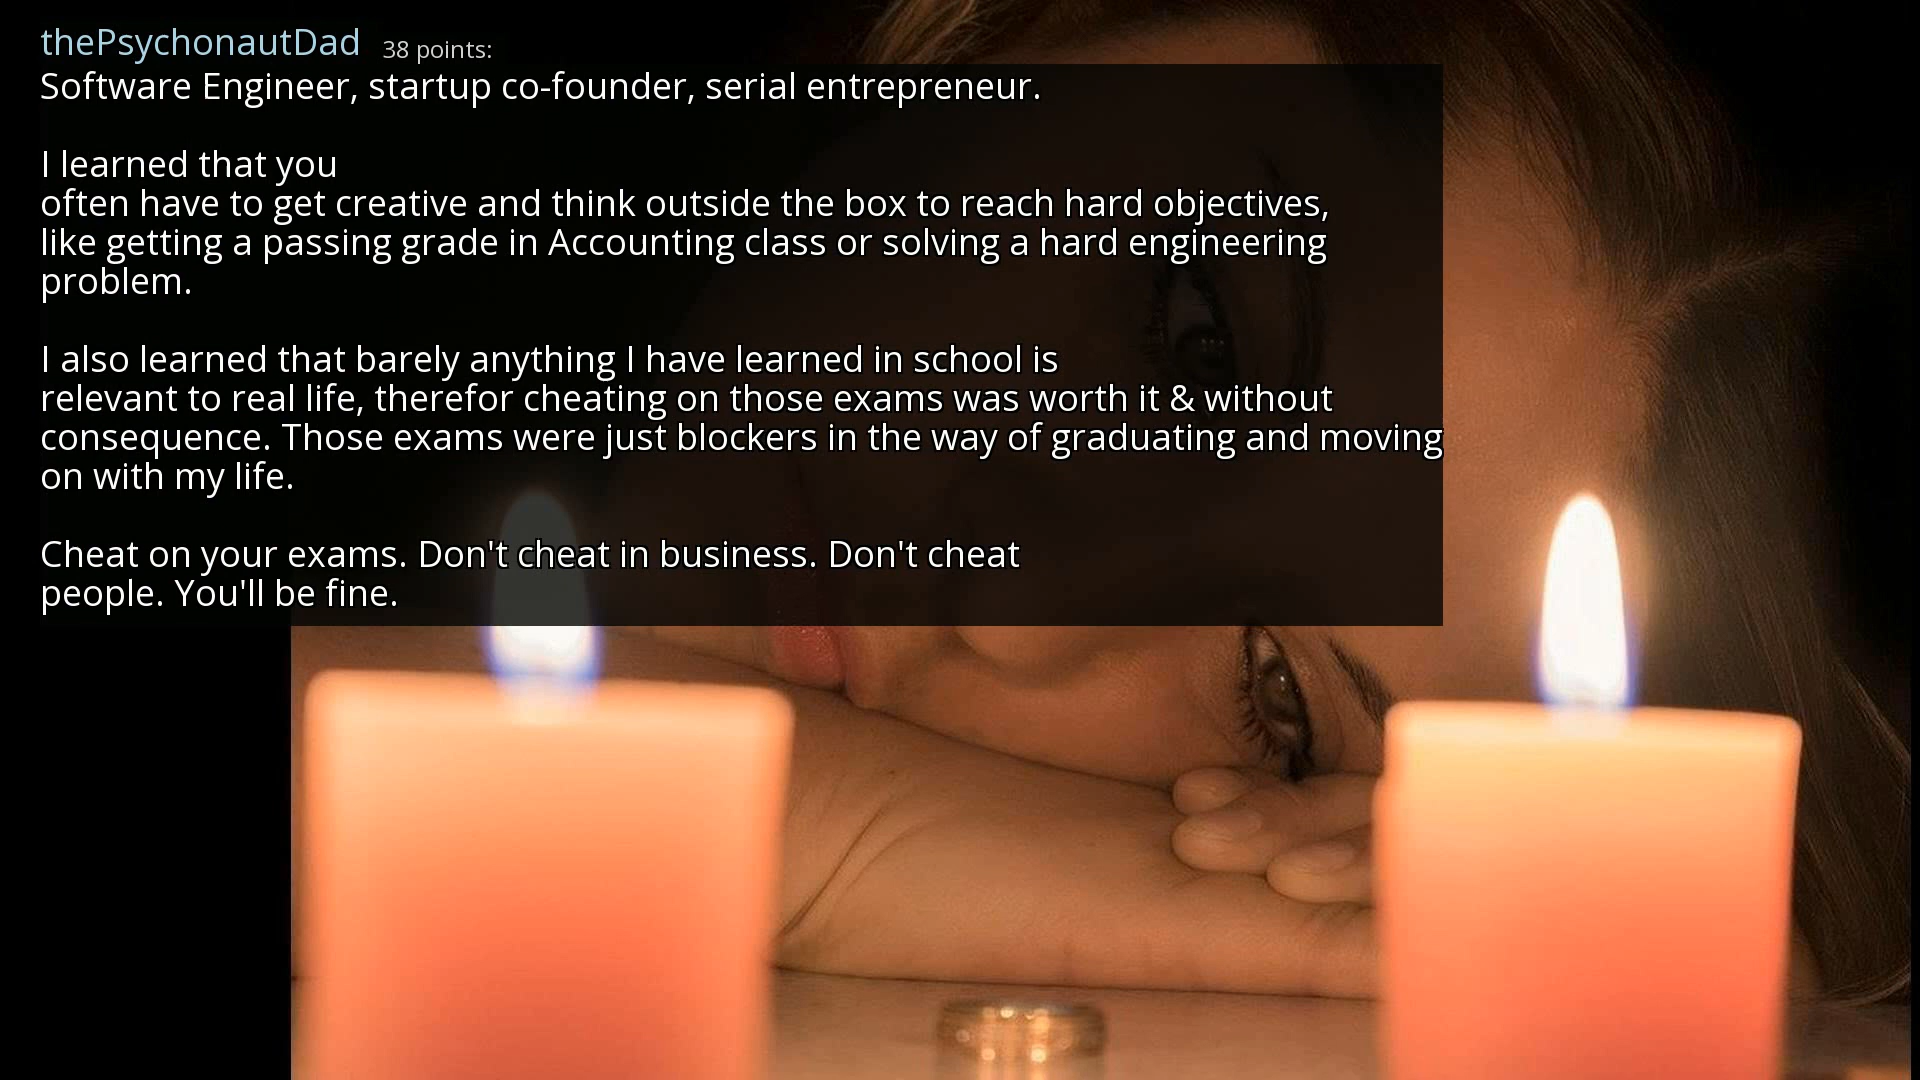 thePsychonautDad 38 points:
Software Engineer, startup co-founder, serial entrepreneur.
I learned that you
often have to get creative and think outside the box to reach hard objectives,
like getting a passing grade in Accounting class or solving a hard engineering
problem.
I also learned that barely anything I have learned in school is
relevant to real life, therefor cheating on those exams was worth it & without
consequence. Those exams were just blockers in the way of graduating and moving
on with my life.
Cheat on your exams. Don't cheat in business. Don't cheat
people. You'll be fine.